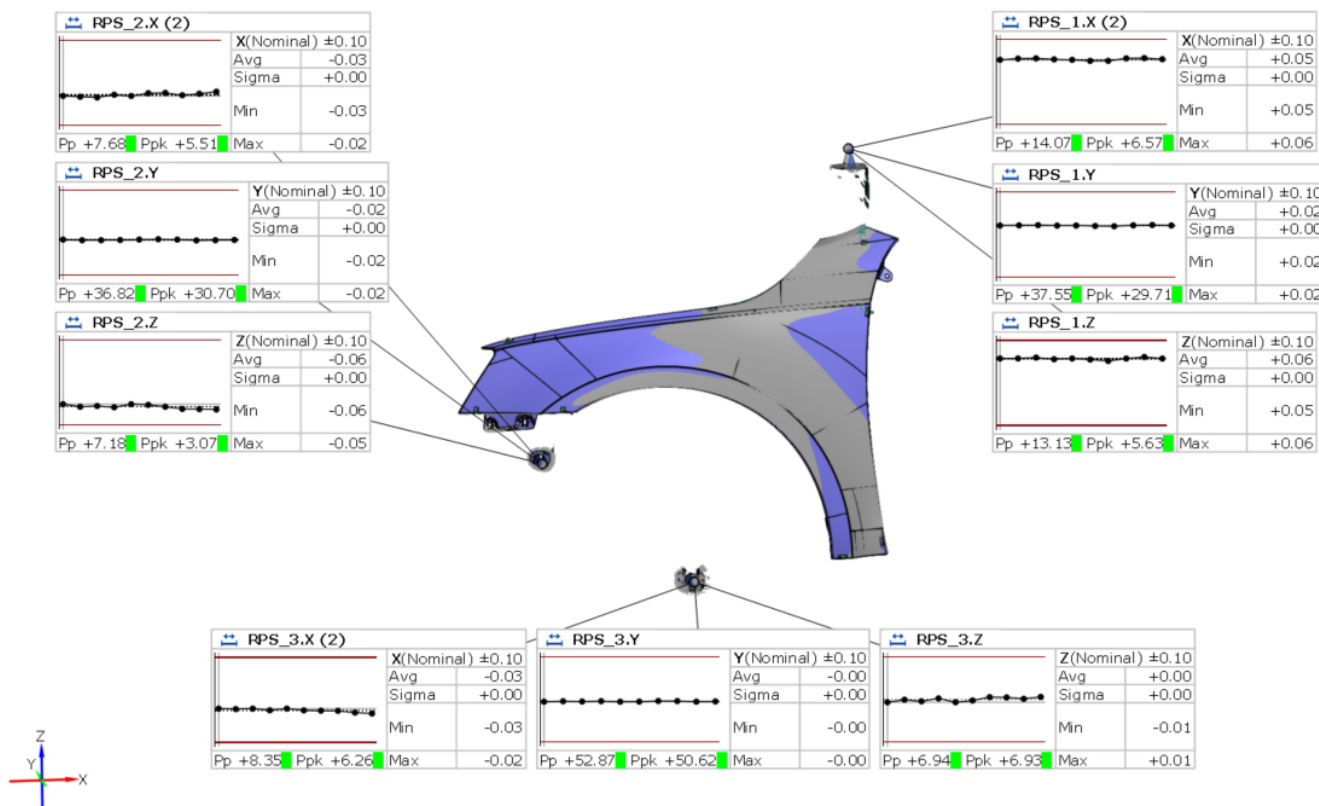 RPS_2.X (2)
X(Nominal) ±0.10
Avg -0.03
Sigma +0.00
Min -0.03
Pp +7.68 Ppk +5.51 Max -0.02
RPS_2.Y
Y(Nominal) ±0.10
Avg -0.02
Sigma +0.00
Min -0.02
Pp +36.82 Ppk +30.70 Max -0.02
RPS_2.Z
Z(Nominal) ±0.10
Avg -0.06
Sigma +0.00
Min -0.06
Pp +7.18 Ppk +3.07 Max -0.05
RPS_1.X (2)
X(Nominal) ±0.10
Avg +0.05
Sigma +0.00
Min +0.05
Pp +14.07 Ppk +6.57 Max +0.06
RPS_1.Y
Y(Nominal) ±0.10
Avg +0.02
Sigma +0.00
Min +0.02
Pp +37.55 Ppk +29.71 Max +0.02
RPS_1.Z
Z(Nominal) ±0.10
Avg +0.06
Sigma +0.00
Min +0.05
Pp +13.13 Ppk +5.63 Max +0.06
RPS_3.X (2)
X(Nominal) ±0.10
Avg -0.03
Sigma +0.00
Min -0.03
Pp +8.35 Ppk +6.26 Max -0.02
RPS_3.Y
Y(Nominal) ±0.10
Avg -0.00
Sigma +0.00
Min -0.00
Pp +52.87 Ppk +50.62 Max -0.00
RPS_3.Z
Z(Nominal) ±0.10
Avg +0.00
Sigma +0.00
Min -0.01
Pp +6.94 Ppk +6.93 Max +0.01
Z
Y
X